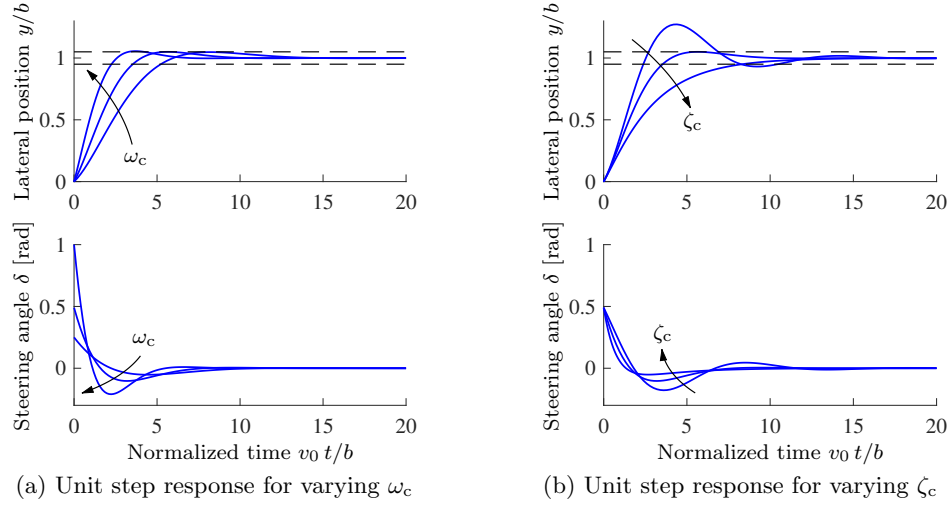 Lateral position y/b
1
0.5
0
0
5
10
15
20
ω_c
Steering angle δ [rad]
1
0.5
0
0
5
10
15
20
ω_c
Normalized time v_0 t/b
(a) Unit step response for varying ω_c
Lateral position y/b
1
0.5
0
0
5
10
15
20
ζ_c
Steering angle δ [rad]
1
0.5
0
0
5
10
15
20
ζ_c
Normalized time v_0 t/b
(b) Unit step response for varying ζ_c